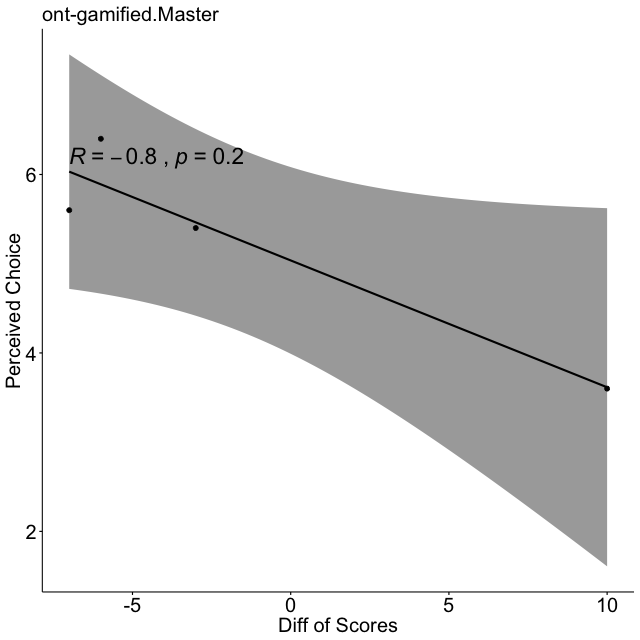 ont-gamified.Master
R = −0.8 , p = 0.2
6
4
2
Perceived Choice
-5 0 5 10
Diff of Scores